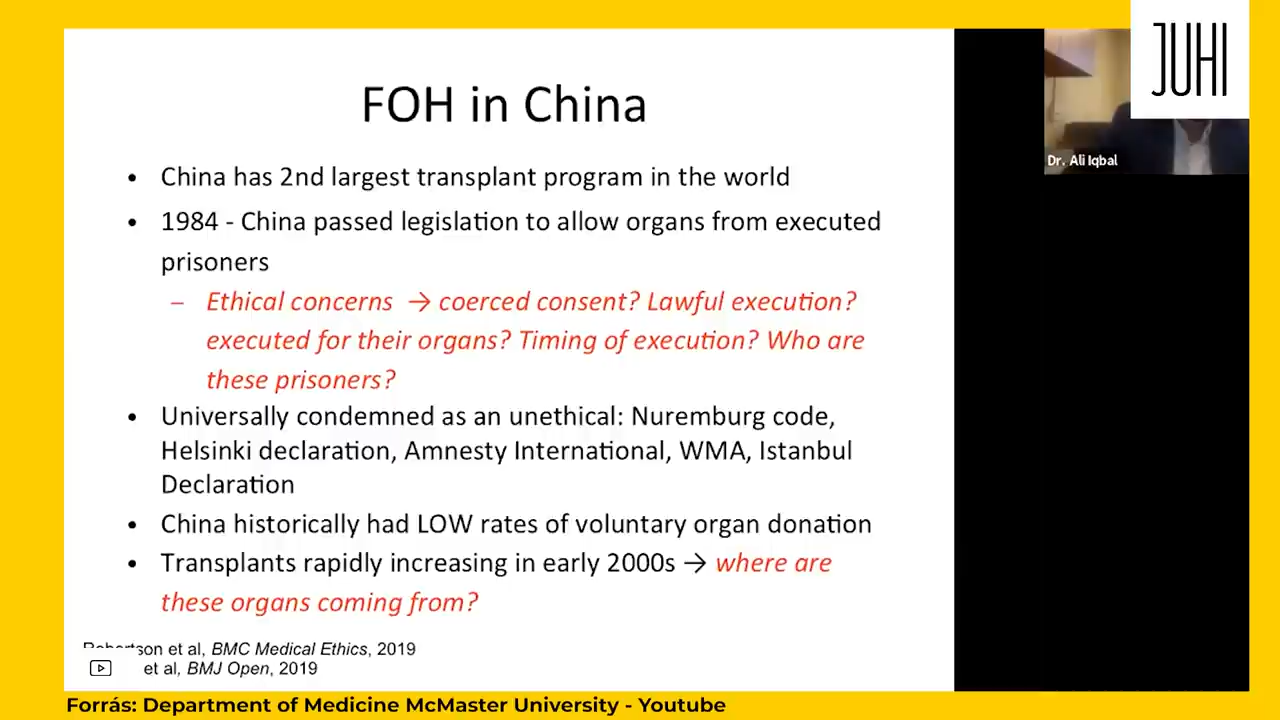 JUHI
FOH in China
Dr. Ali Iqbal
• China has 2nd largest transplant program in the world
• 1984 - China passed legislation to allow organs from executed
prisoners
– Ethical concerns → coerced consent? Lawful execution?
executed for their organs? Timing of execution? Who are
these prisoners?
• Universally condemned as an unethical: Nuremburg code,
Helsinki declaration, Amnesty International, WMA, Istanbul
Declaration
• China historically had LOW rates of voluntary organ donation
• Transplants rapidly increasing in early 2000s → where are
these organs coming from?
Robertson et al, BMC Medical Ethics, 2019
et al, BMJ Open, 2019
Forrás: Department of Medicine McMaster University - Youtube